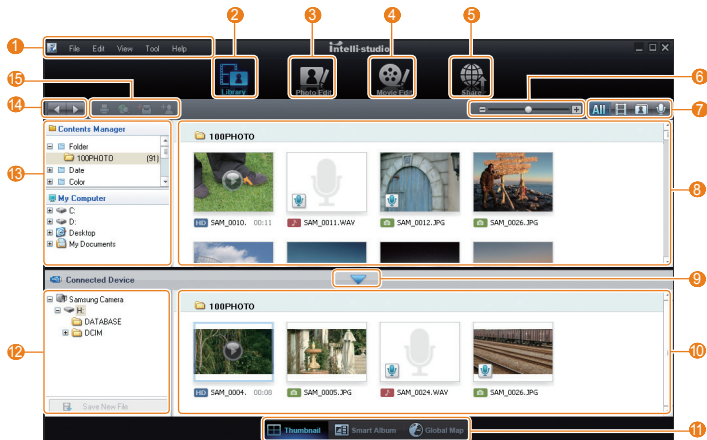 2 3 4 5
1 File Edit View Tool Help intelli-studio
Library Photo Edit Movie Edit Share
15 6
14 All 7
Contents Manager
Folder
100PHOTO (91)
Date
Color
13
My Computer
C:
D:
Desktop
My Documents
100PHOTO
HD SAM_0010. 00:11 SAM_0011.WAV SAM_0012.JPG SAM_0026.JPG
8
Connected Device 9
Samsung Camera
H:
DATABASE
DCIM
12
Save New File
100PHOTO
HD SAM_0004. 00:08 SAM_0005.JPG SAM_0024.WAV SAM_0026.JPG
10
Thumbnail Smart Album Global Map 11